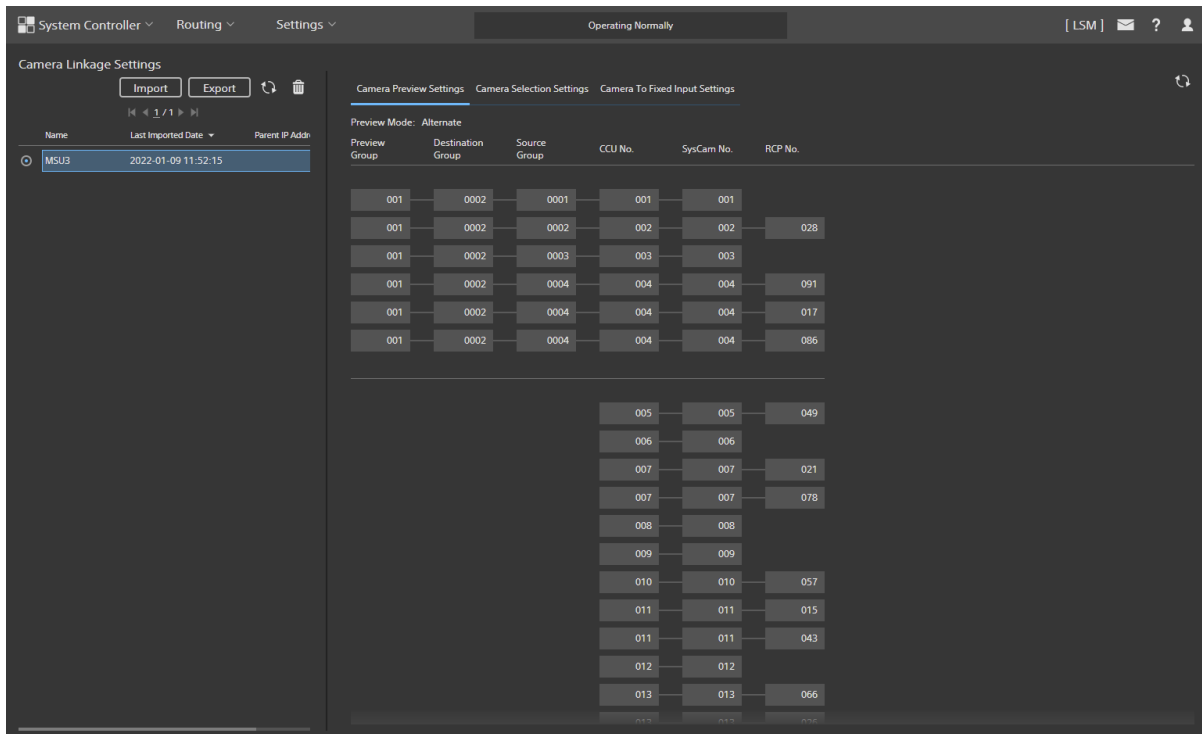 System Controller Routing Settings Operating Normally [ LSM ] ?
Camera Linkage Settings
Import Export
1 / 1
Name Last Imported Date Parent IP Addre
MSU3 2022-01-09 11:52:15
Camera Preview Settings Camera Selection Settings Camera To Fixed Input Settings
Preview Mode: Alternate
Preview Group Destination Group Source Group CCU No. SysCam No. RCP No.
001 0002 0001 001 001
001 0002 0002 002 002 028
001 0002 0003 003 003
001 0002 0004 004 004 091
001 0002 0004 004 004 017
001 0002 0004 004 004 086
005 005 049
006 006
007 007 021
007 007 078
008 008
009 009
010 010 057
011 011 015
011 011 043
012 012
013 013 066